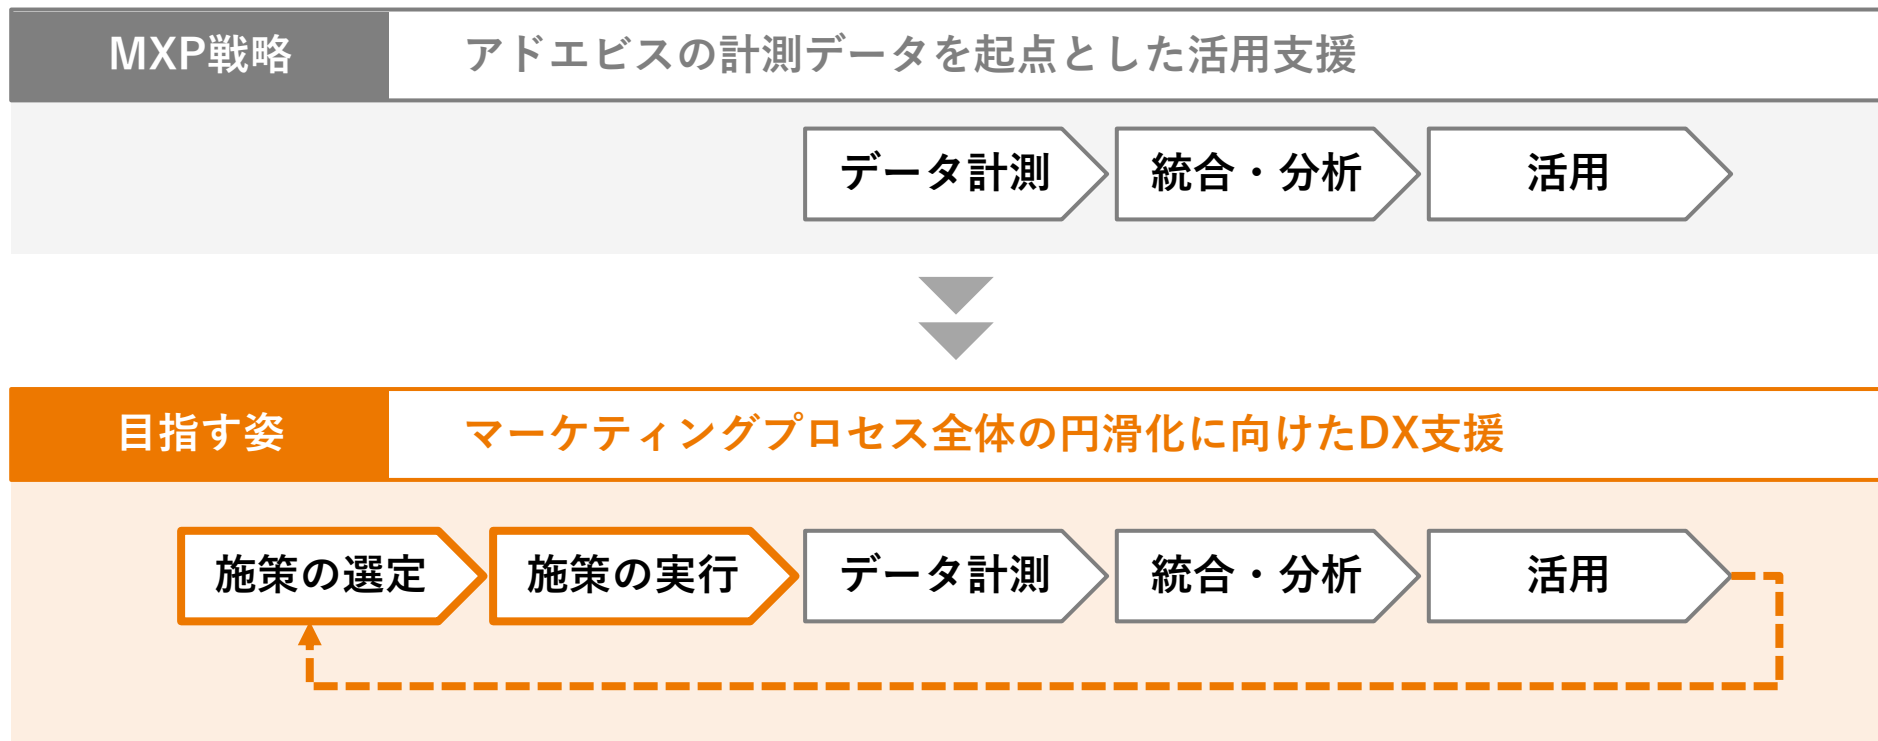 MXP戦略
アドエビスの計測データを起点とした活用支援
データ計測
統合・分析
活用
目指す姿
マーケティングプロセス全体の円滑化に向けたDX支援
施策の選定
施策の実行
データ計測
統合・分析
活用